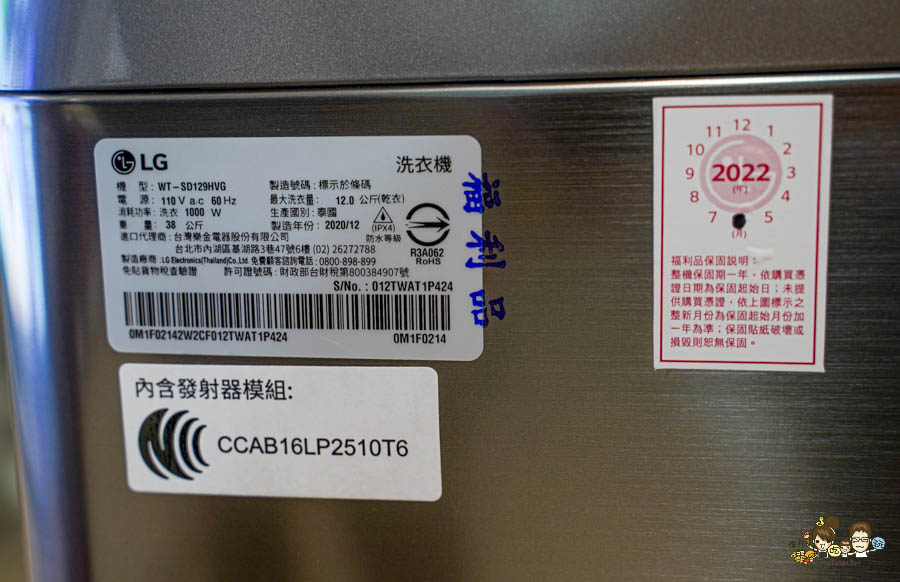 LG 洗衣機
機 型: WT-SD129HVG
電 源: 110 V a.c 60 Hz
消耗功率: 洗衣 1000 W
重 量: 38 公斤
製造號碼: 標示於條碼
最大洗衣量: 12.0 公斤(乾衣)
生產國別: 泰國
製造年份: 2020/12
(IPX4)
防水等級
R3A062
RoHS
進口代理商: 台灣樂金電器股份有限公司
台北市內湖區基湖路3巷47號6樓 (02) 26272788
製造廠商: LG Electronics(Thailand)Co.,Ltd. 免費顧客諮詢電話: 0800-898-899
免貼貨物稅查驗證 許可證號碼: 財政部台財稅第800384907號
S/No. : 012TWAT1P424
0M1F02142W2CF012TWAT1P424 0M1F0214
福利品
內含發射器模組:
CCAB16LP2510T6
11 12 1
10 2
9 2022 3
8 (年) 4
7 5
(月)
福利品保固說明:
整機保固期一年,依購買憑
證日期為保固起始日;未提
供購買憑證,依上圖標示之
整新月份為保固起始月份加
一年為準;保固貼紙破壞或
損毀則恕無保固。